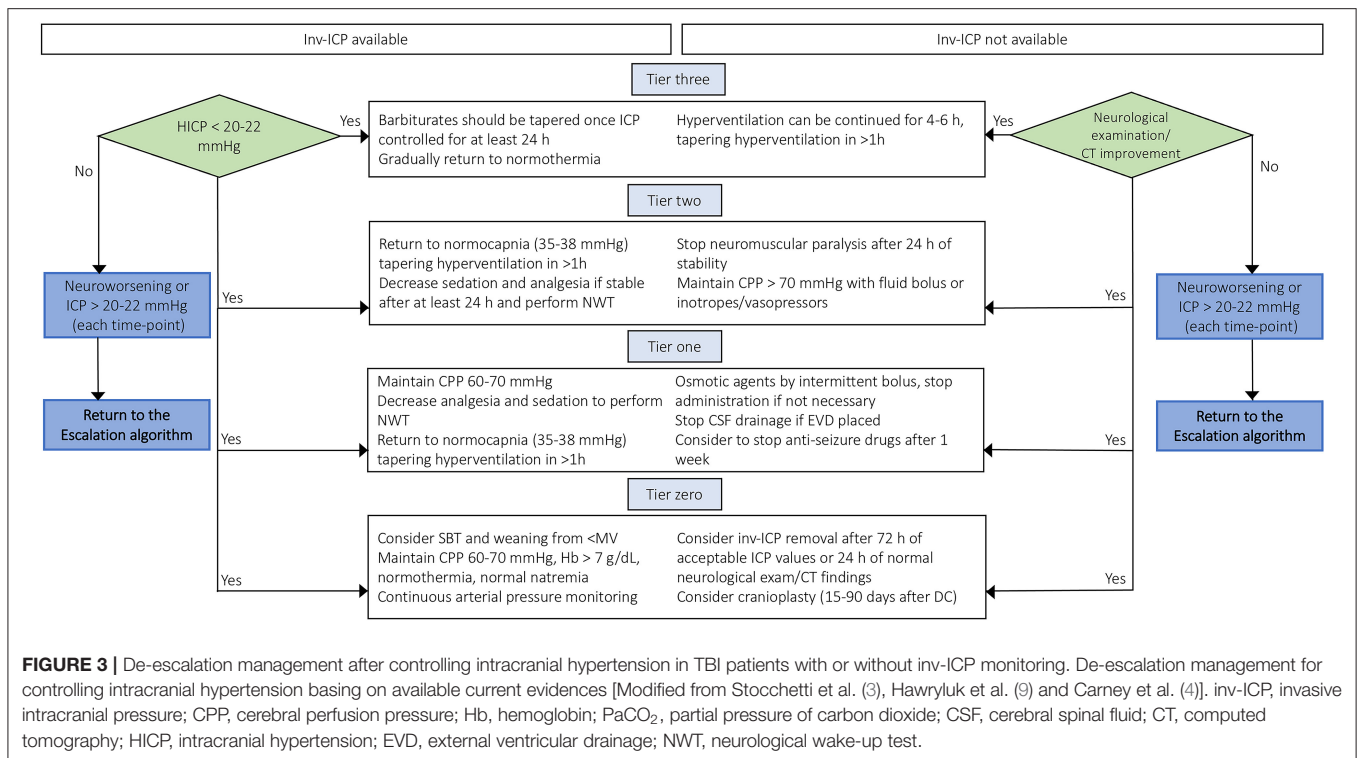 Inv-ICP available
Inv-ICP not available
Tier three
HICP < 20-22
mmHg
Yes
No
Barbiturates should be tapered once ICP
controlled for at least 24 h
Gradually return to normothermia
Hyperventilation can be continued for 4-6 h,
tapering hyperventilation in >1h
Yes
Neurological
examination/
CT improvement
No
Tier two
Neuroworsening or
ICP > 20-22 mmHg
(each time-point)
Yes
Return to normocapnia (35-38 mmHg)
tapering hyperventilation in >1h
Decrease sedation and analgesia if stable
after at least 24 h and perform NWT
Stop neuromuscular paralysis after 24 h of
stability
Maintain CPP > 70 mmHg with fluid bolus or
inotropes/vasopressors
Yes
Neuroworsening or
ICP > 20-22 mmHg
(each time-point)
Tier one
Return to the
Escalation algorithm
Yes
Maintain CPP 60-70 mmHg
Decrease analgesia and sedation to perform
NWT
Return to normocapnia (35-38 mmHg)
tapering hyperventilation in >1h
Osmotic agents by intermittent bolus, stop
administration if not necessary
Stop CSF drainage if EVD placed
Consider to stop anti-seizure drugs after 1
week
Yes
Return to the
Escalation algorithm
Tier zero
Yes
Consider SBT and weaning from <MV
Maintain CPP 60-70 mmHg, Hb > 7 g/dL,
normothermia, normal natremia
Continuous arterial pressure monitoring
Consider inv-ICP removal after 72 h of
acceptable ICP values or 24 h of normal
neurological exam/CT findings
Consider cranioplasty (15-90 days after DC)
Yes
FIGURE 3 | De-escalation management after controlling intracranial hypertension in TBI patients with or without inv-ICP monitoring. De-escalation management for
controlling intracranial hypertension basing on available current evidences [Modified from Stocchetti et al. (3), Hawryluk et al. (9) and Carney et al. (4)]. inv-ICP, invasive
intracranial pressure; CPP, cerebral perfusion pressure; Hb, hemoglobin; PaCO₂, partial pressure of carbon dioxide; CSF, cerebral spinal fluid; CT, computed
tomography; HICP, intracranial hypertension; EVD, external ventricular drainage; NWT, neurological wake-up test.